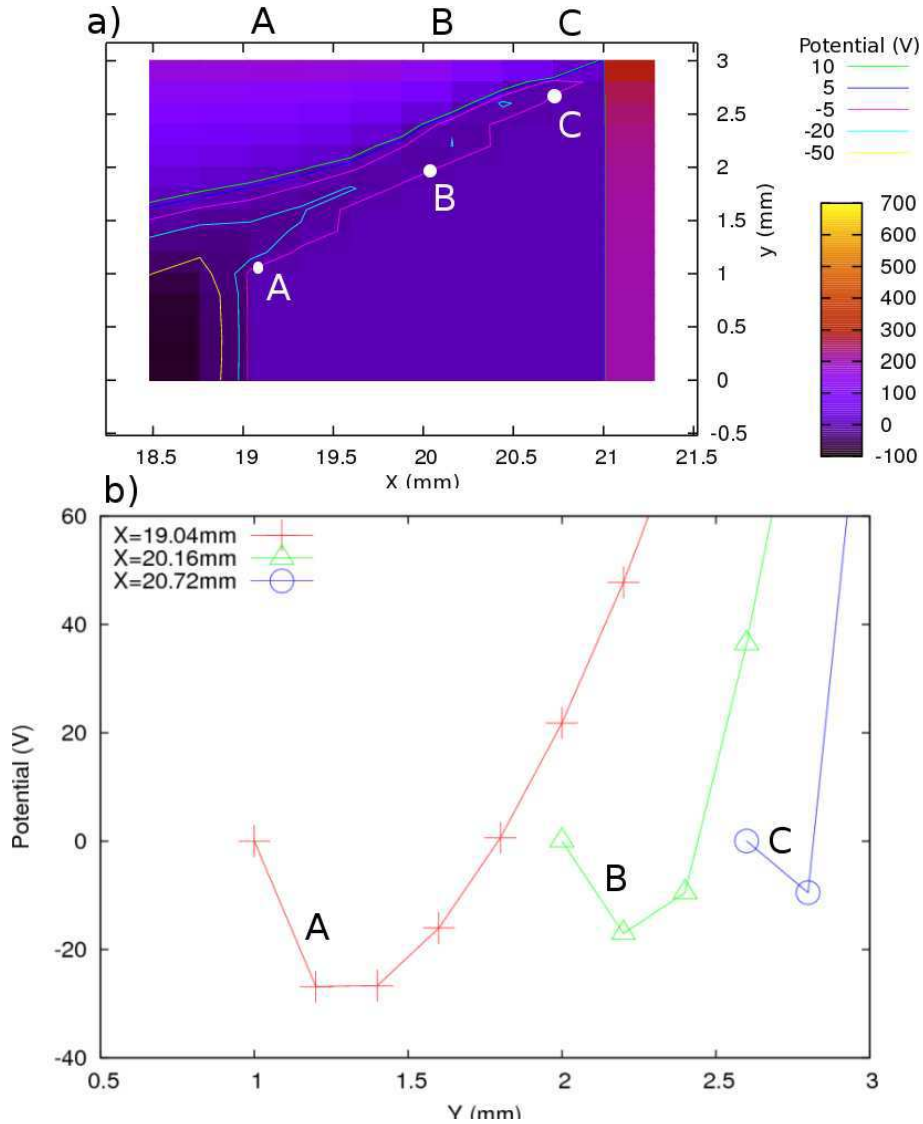 a)
A B C
Potential (V)
10
5
-5
-20
-50
3
2.5
2
1.5
1
0.5
0
-0.5
y (mm)
C
B
A
700
600
500
400
300
200
100
0
-100
18.5 19 19.5 20 20.5 21 21.5
X (mm)
b)
X=19.04mm
X=20.16mm
X=20.72mm
60
40
20
0
-20
-40
Potential (V)
A
B
C
0.5 1 1.5 2 2.5 3
Y (mm)